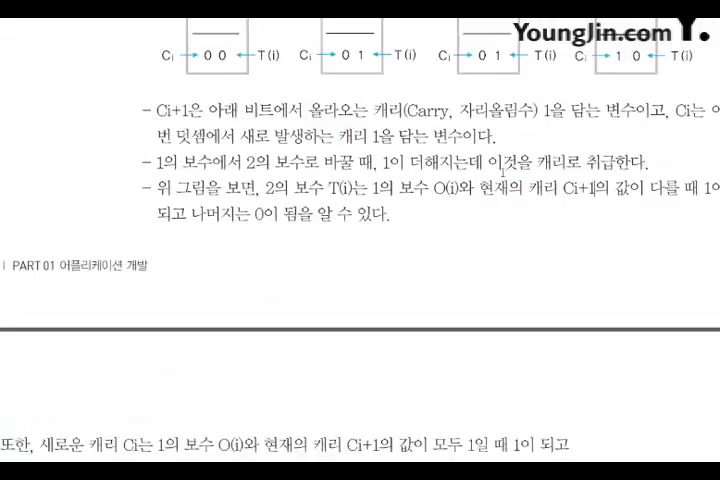 YoungJin.com Y.
Ci 0 0 T(i) Ci 0 1 T(i) Ci 0 1 T(i) Ci 1 0 T(i)
- Ci+1은 아래 비트에서 올라오는 캐리(Carry, 자리올림수) 1을 담는 변수이고, Ci는
번 덧셈에서 새로 발생하는 캐리 1을 담는 변수이다.
- 1의 보수에서 2의 보수로 바꿀 때, 1이 더해지는데 이것을 캐리로 취급한다.
- 위 그림을 보면, 2의 보수 T(i)는 1의 보수 O(i)와 현재의 캐리 Ci+1의 값이 다를 때
되고 나머지는 0이 됨을 알 수 있다.
| PART 01 어플리케이션 개발
또한, 새로운 캐리 Ci는 1의 보수 O(i)와 현재의 캐리 Ci+1의 값이 모두 1일 때 1이 되고